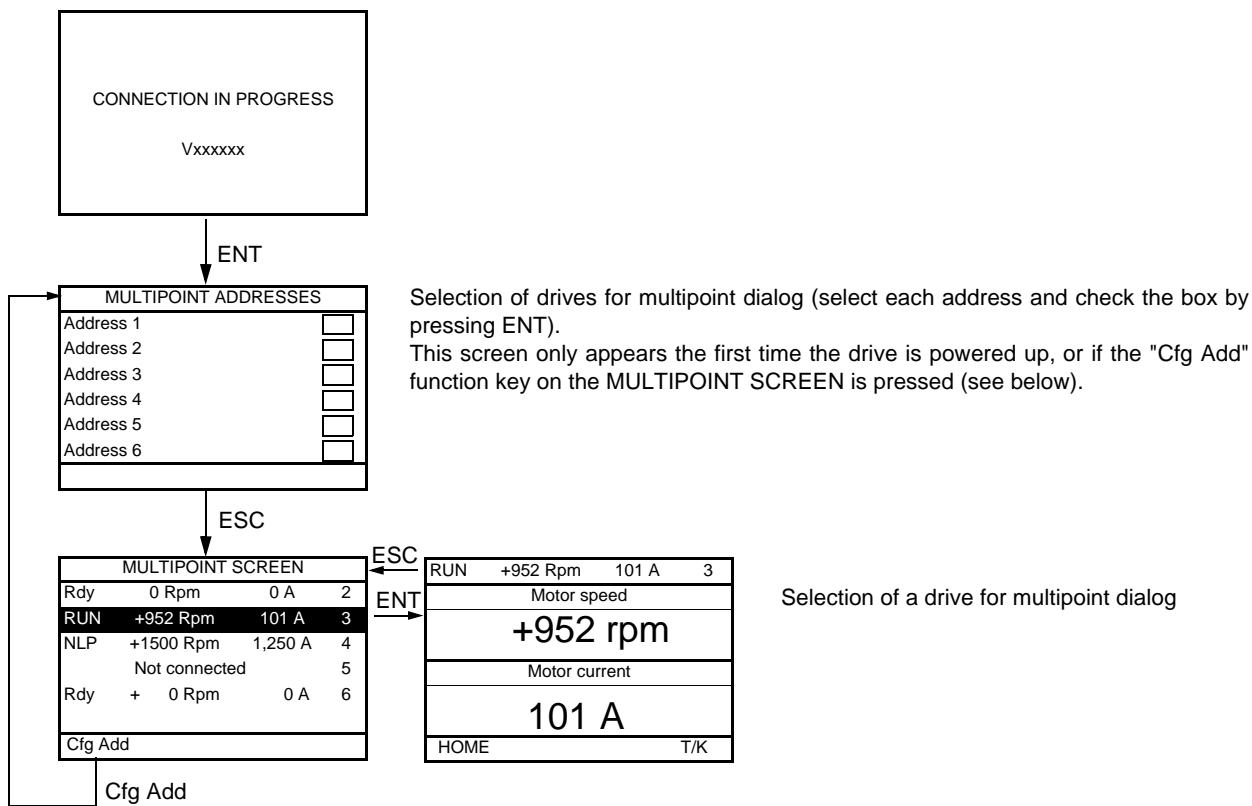 CONNECTION IN PROGRESS
Vxxxxxx
ENT
MULTIPOINT ADDRESSES
Address 1
Address 2
Address 3
Address 4
Address 5
Address 6
Selection of drives for multipoint dialog (select each address and check the box by
pressing ENT).
This screen only appears the first time the drive is powered up, or if the "Cfg Add"
function key on the MULTIPOINT SCREEN is pressed (see below).
ESC
MULTIPOINT SCREEN
Rdy 0 Rpm 0 A 2
RUN +952 Rpm 101 A 3
NLP +1500 Rpm 1,250 A 4
Not connected 5
Rdy + 0 Rpm 0 A 6
Cfg Add
ESC
ENT
RUN +952 Rpm 101 A 3
Motor speed
+952 rpm
Motor current
101 A
HOME T/K
Selection of a drive for multipoint dialog
Cfg Add